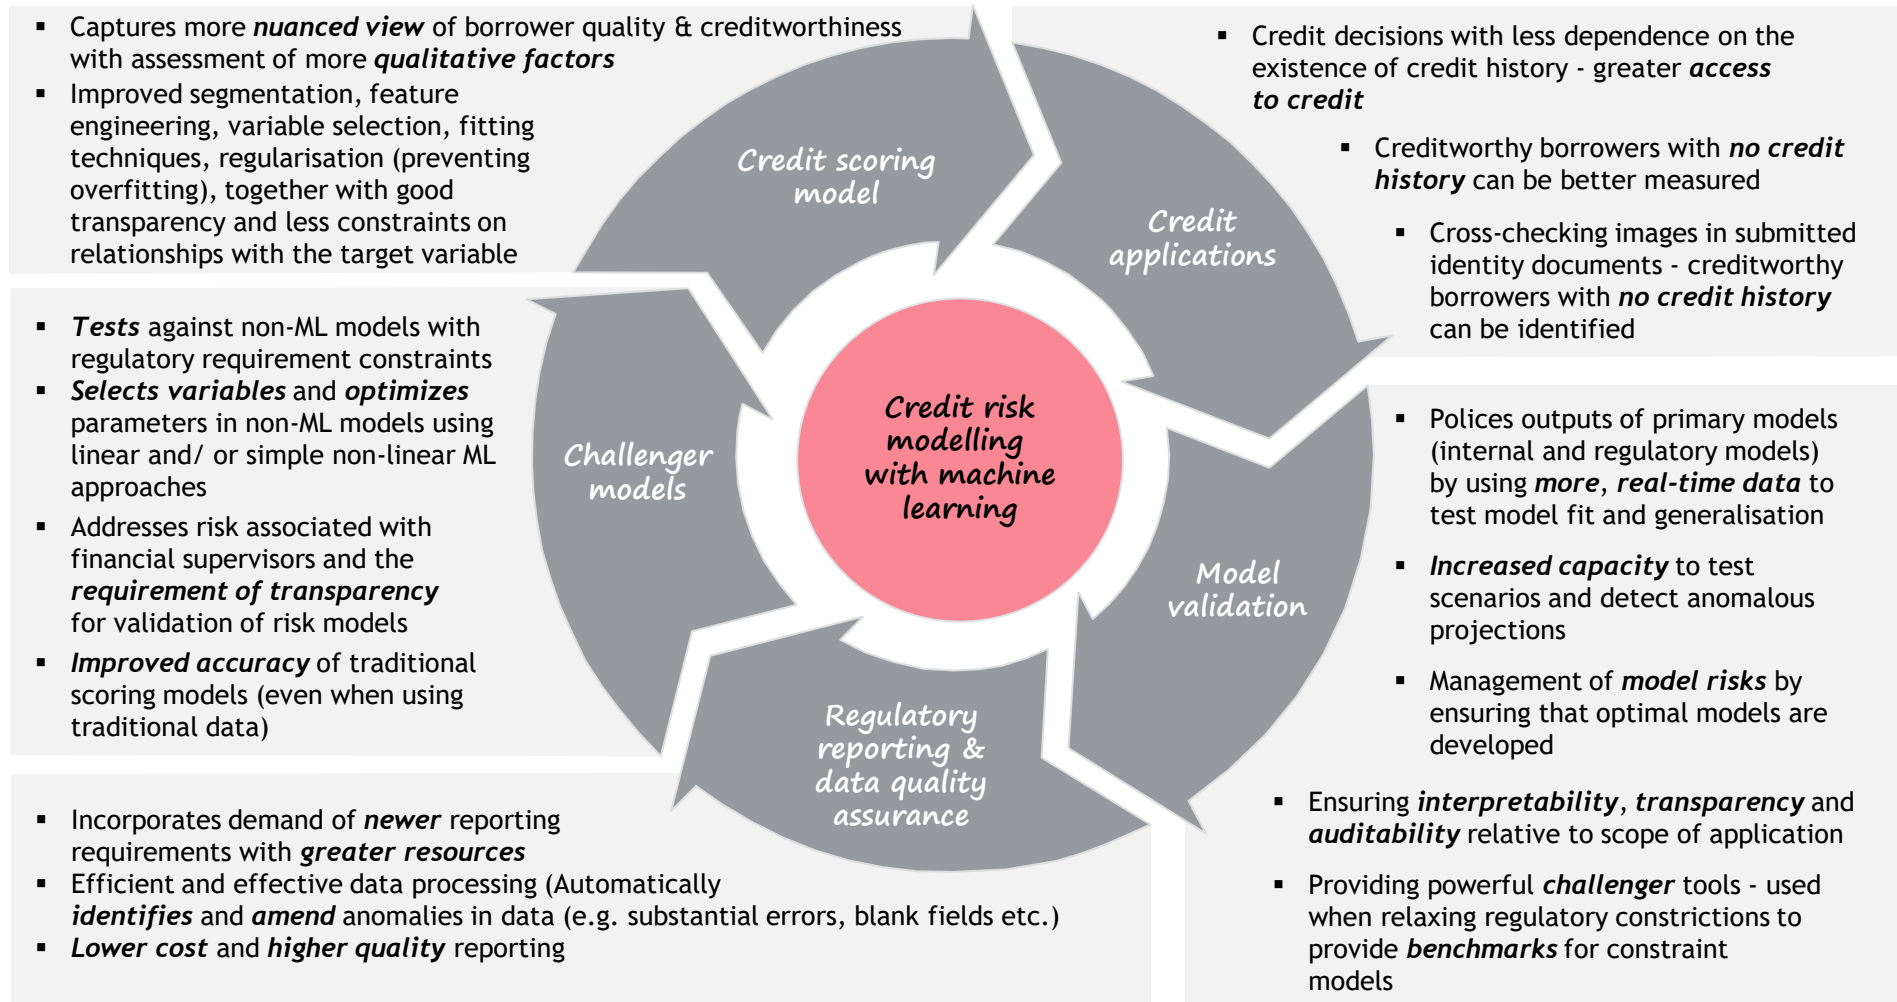 ▪ Captures more nuanced view of borrower quality & creditworthiness
with assessment of more qualitative factors
▪ Improved segmentation, feature
engineering, variable selection, fitting
techniques, regularisation (preventing
overfitting), together with good
transparency and less constraints on
relationships with the target variable
Credit scoring
model
▪ Credit decisions with less dependence on the
existence of credit history - greater access
to credit
▪ Creditworthy borrowers with no credit
history can be better measured
▪ Cross-checking images in submitted
identity documents - creditworthy
borrowers with no credit history
can be identified
Credit
applications
▪ Tests against non-ML models with
regulatory requirement constraints
▪ Selects variables and optimizes
parameters in non-ML models using
linear and/ or simple non-linear ML
approaches
▪ Addresses risk associated with
financial supervisors and the
requirement of transparency
for validation of risk models
▪ Improved accuracy of traditional
scoring models (even when using
traditional data)
Challenger
models
Credit risk
modelling
with machine
learning
Model
validation
▪ Polices outputs of primary models
(internal and regulatory models)
by using more, real-time data to
test model fit and generalisation
▪ Increased capacity to test
scenarios and detect anomalous
projections
▪ Management of model risks by
ensuring that optimal models are
developed
▪ Ensuring interpretability, transparency and
auditability relative to scope of application
▪ Providing powerful challenger tools - used
when relaxing regulatory constrictions to
provide benchmarks for constraint
models
Regulatory
reporting &
data quality
assurance
▪ Incorporates demand of newer reporting
requirements with greater resources
▪ Efficient and effective data processing (Automatically
identifies and amend anomalies in data (e.g. substantial errors, blank fields etc.)
▪ Lower cost and higher quality reporting